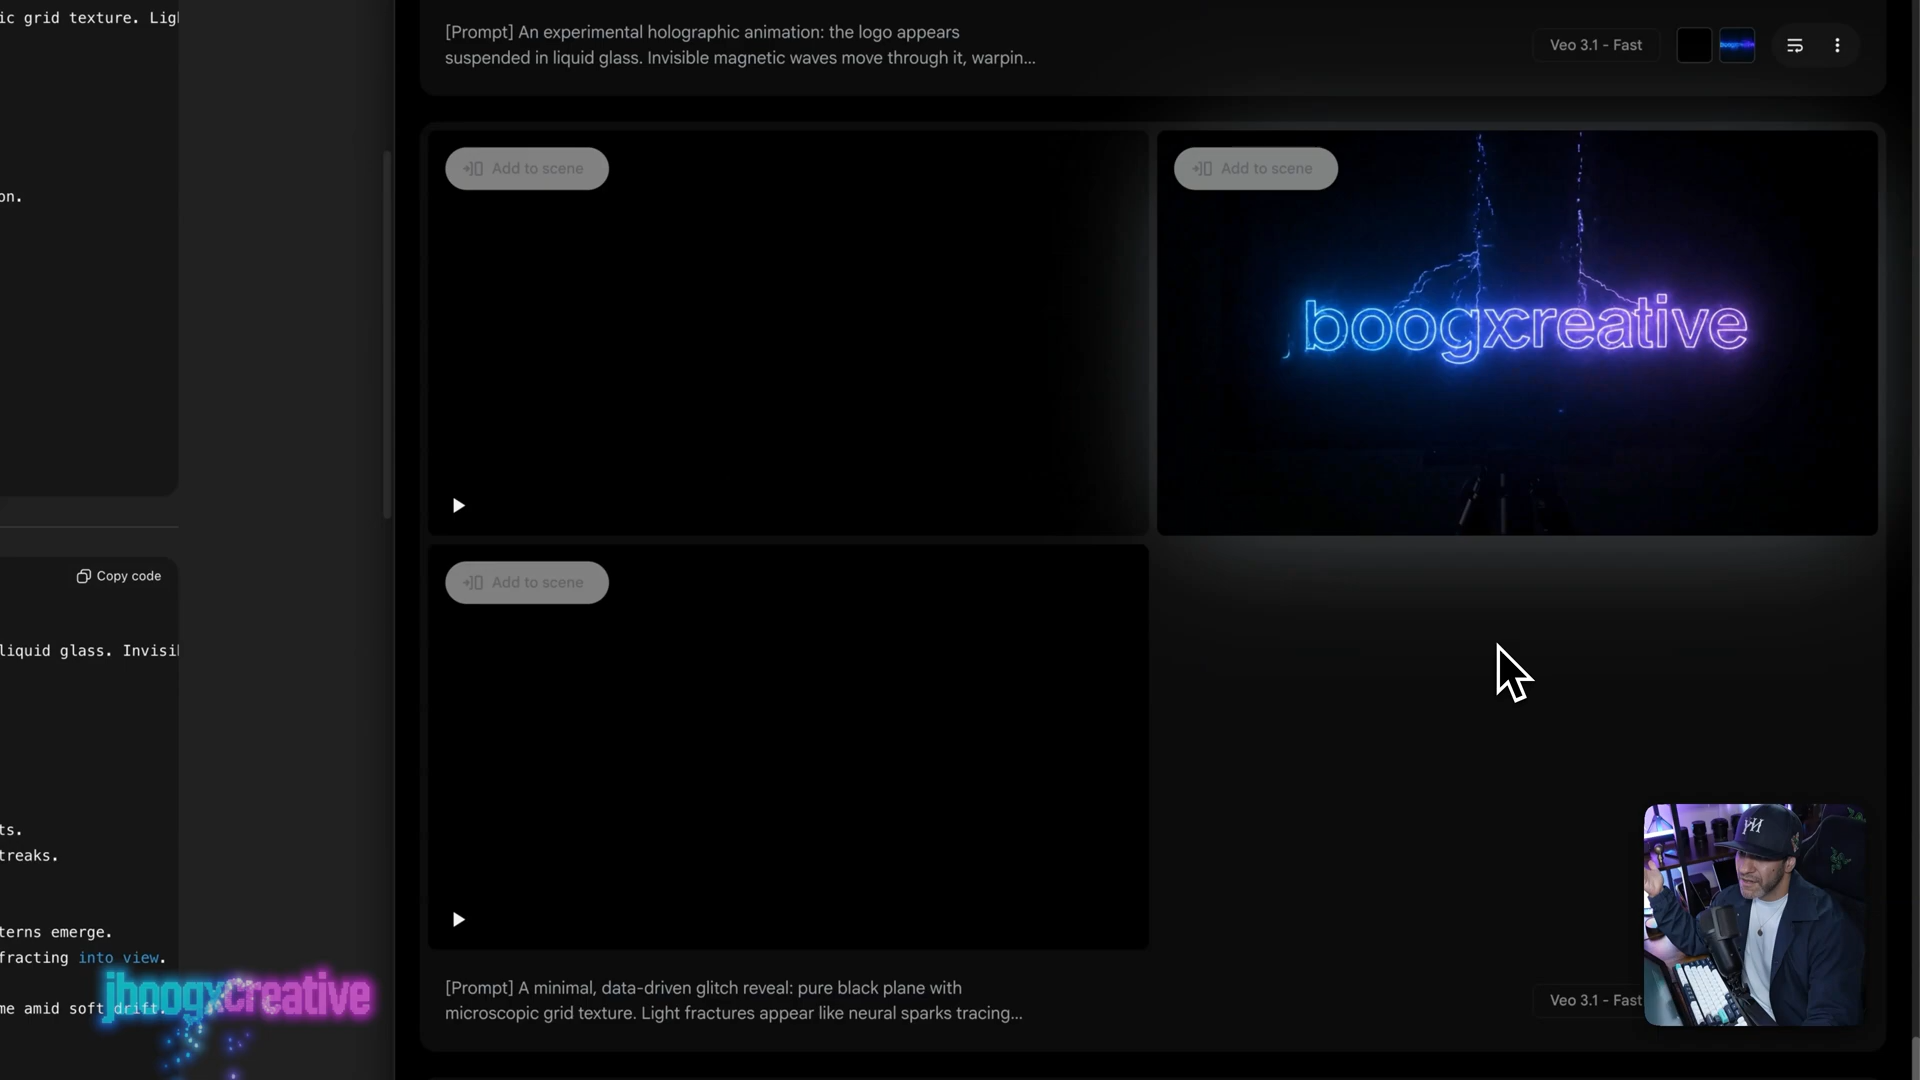 ic grid texture. Lig
on.
Copy code
liquid glass. Invisi
ts.
treaks.
terns emerge.
fracting into view.
me amid soft drift.
jboogxcreative
[Prompt] An experimental holographic animation: the logo appears
suspended in liquid glass. Invisible magnetic waves move through it, warpin...
Veo 3.1 - Fast
Add to scene
Add to scene
boogxcreative
Add to scene
[Prompt] A minimal, data-driven glitch reveal: pure black plane with
microscopic grid texture. Light fractures appear like neural sparks tracing...
Veo 3.1 - Fast